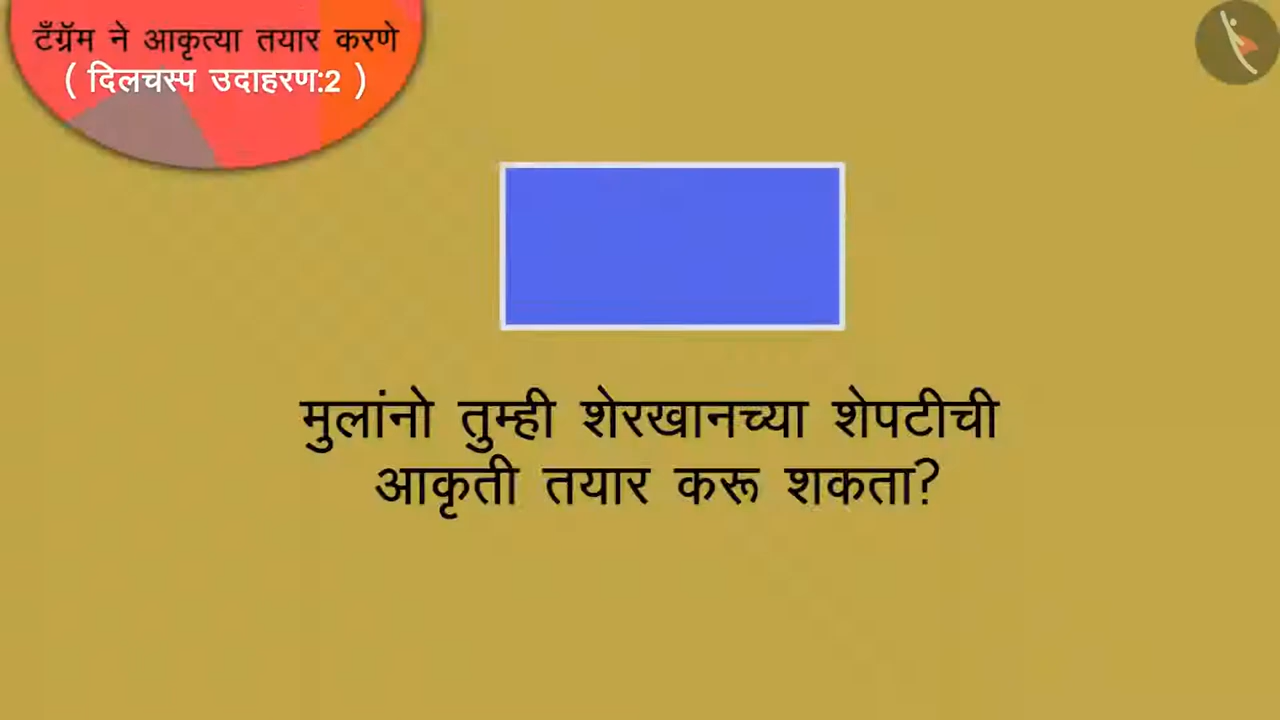 टँग्रॅम ने आकृत्या तयार करणे
( दिलचस्प उदाहरण:2 )
मुलांनो तुम्ही शेरखानच्या शेपटीची
आकृती तयार करू शकता?